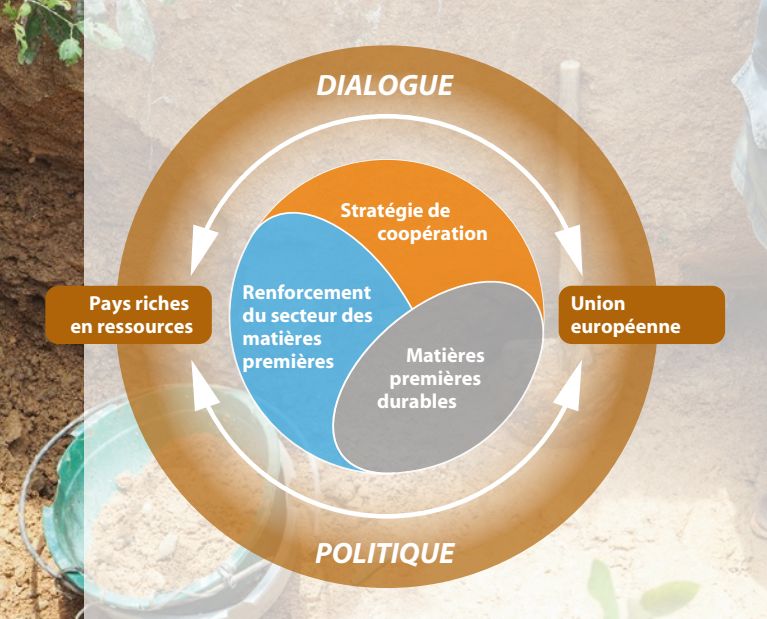 DIALOGUE
Stratégie de
coopération
Renforcement
du secteur des
matières
premières
Matières
premières
durables
Pays riches
en ressources
Union
européenne
POLITIQUE